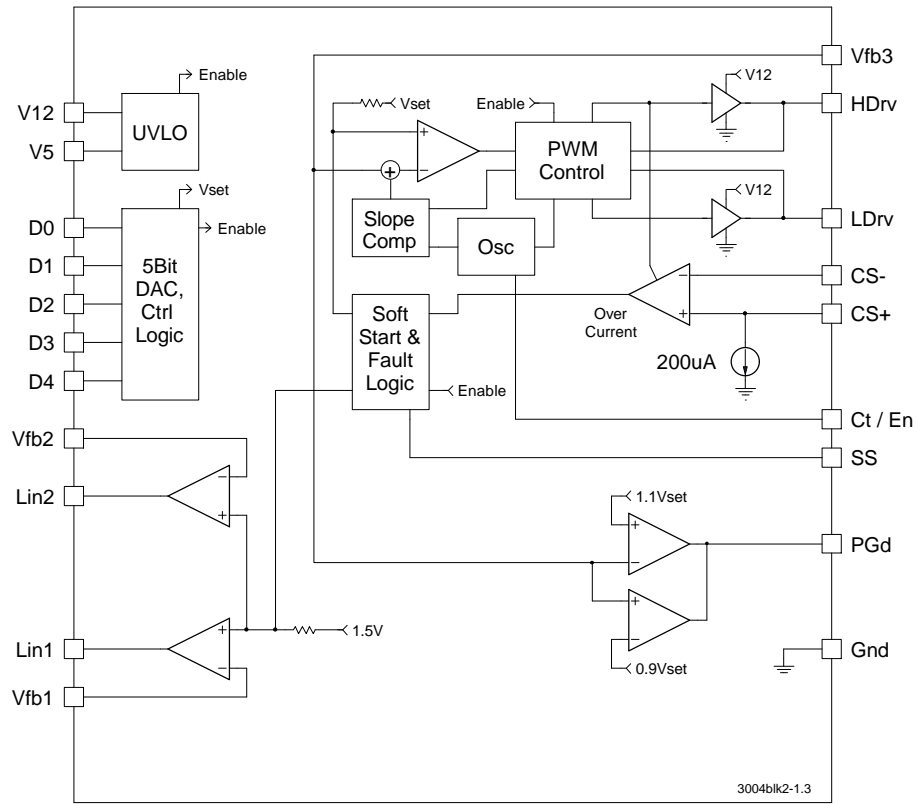 Vfb3
Enable
V12
V12
HDrv
V12
V5
UVLO
Vset
Enable
+
-
PWM
Control
+
Vset
V12
LDrv
D0
Enable
Slope
Comp
Osc
D1
5Bit
DAC,
Ctrl
Logic
D2
D3
D4
-
CS-
+
CS+
Over
Current
200uA
Soft
Start &
Fault
Logic
Enable
Ct / En
Vfb2
SS
-
Lin2
+
1.1Vset
+
-
PGd
+
-
0.9Vset
+
1.5V
Lin1
-
Gnd
Vfb1
3004blk2-1.3